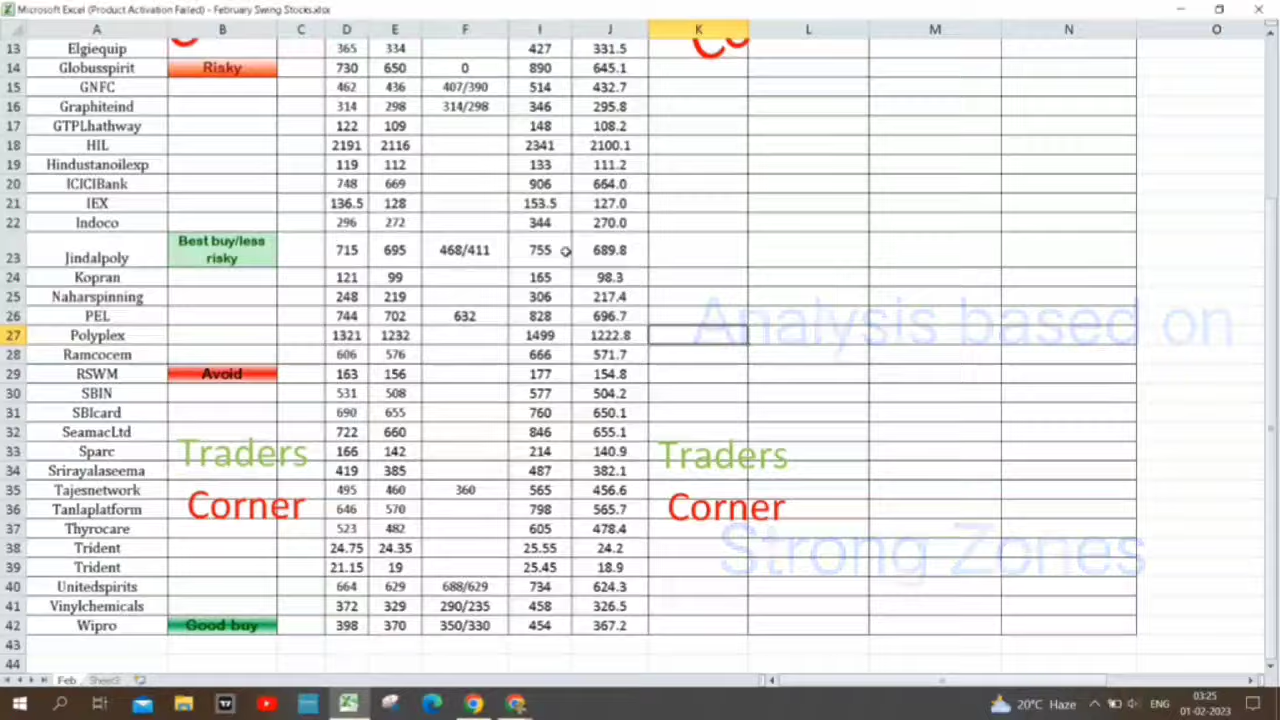 Microsoft Excel (Product Activation Failed) - February Swing Stocks.xlsx
A B C D E F I J K L M N O
13 Elgiequip 365 334 427 331.5
14 Globusspirit Risky 730 650 0 890 645.1
15 GNFC 462 436 407/390 514 432.7
16 Graphiteind 314 298 314/298 346 295.8
17 GTPLhathway 122 109 148 108.2
18 HIL 2191 2116 2341 2100.1
19 Hindustanoilexp 119 112 133 111.2
20 ICICIBank 748 669 906 664.0
21 IEX 136.5 128 153.5 127.0
22 Indoco 296 272 344 270.0
23 Jindalpoly Best buy/less risky 715 695 468/411 755 689.8
24 Kopran 121 99 165 98.3
25 Naharspinning 248 219 306 217.4
26 PEL 744 702 632 828 696.7
27 Polyplex 1321 1232 1499 1222.8
Analysis based on
28 Ramcocem 606 576 666 571.7
29 RSWM Avoid 163 156 177 154.8
30 SBIN 531 508 577 504.2
31 SBIcard 690 655 760 650.1
32 SeamacLtd 722 660 846 655.1
33 Sparc 166 142 214 140.9
Traders Traders
34 Srirayalaseema 419 385 487 382.1
35 Tajesnetwork 495 460 360 565 456.6
36 Tanlaplatform 646 570 798 565.7
Corner Corner
37 Thyrocare 523 482 605 478.4
38 Trident 24.75 24.35 25.55 24.2
Strong Zones
39 Trident 21.15 19 25.45 18.9
40 Unitedspirits 664 629 688/629 734 624.3
41 Vinylchemicals 372 329 290/235 458 326.5
42 Wipro Good buy 398 370 350/330 454 367.2
43
44
Feb Sheet2
20°C Haze ENG 03:25
01-02-2023